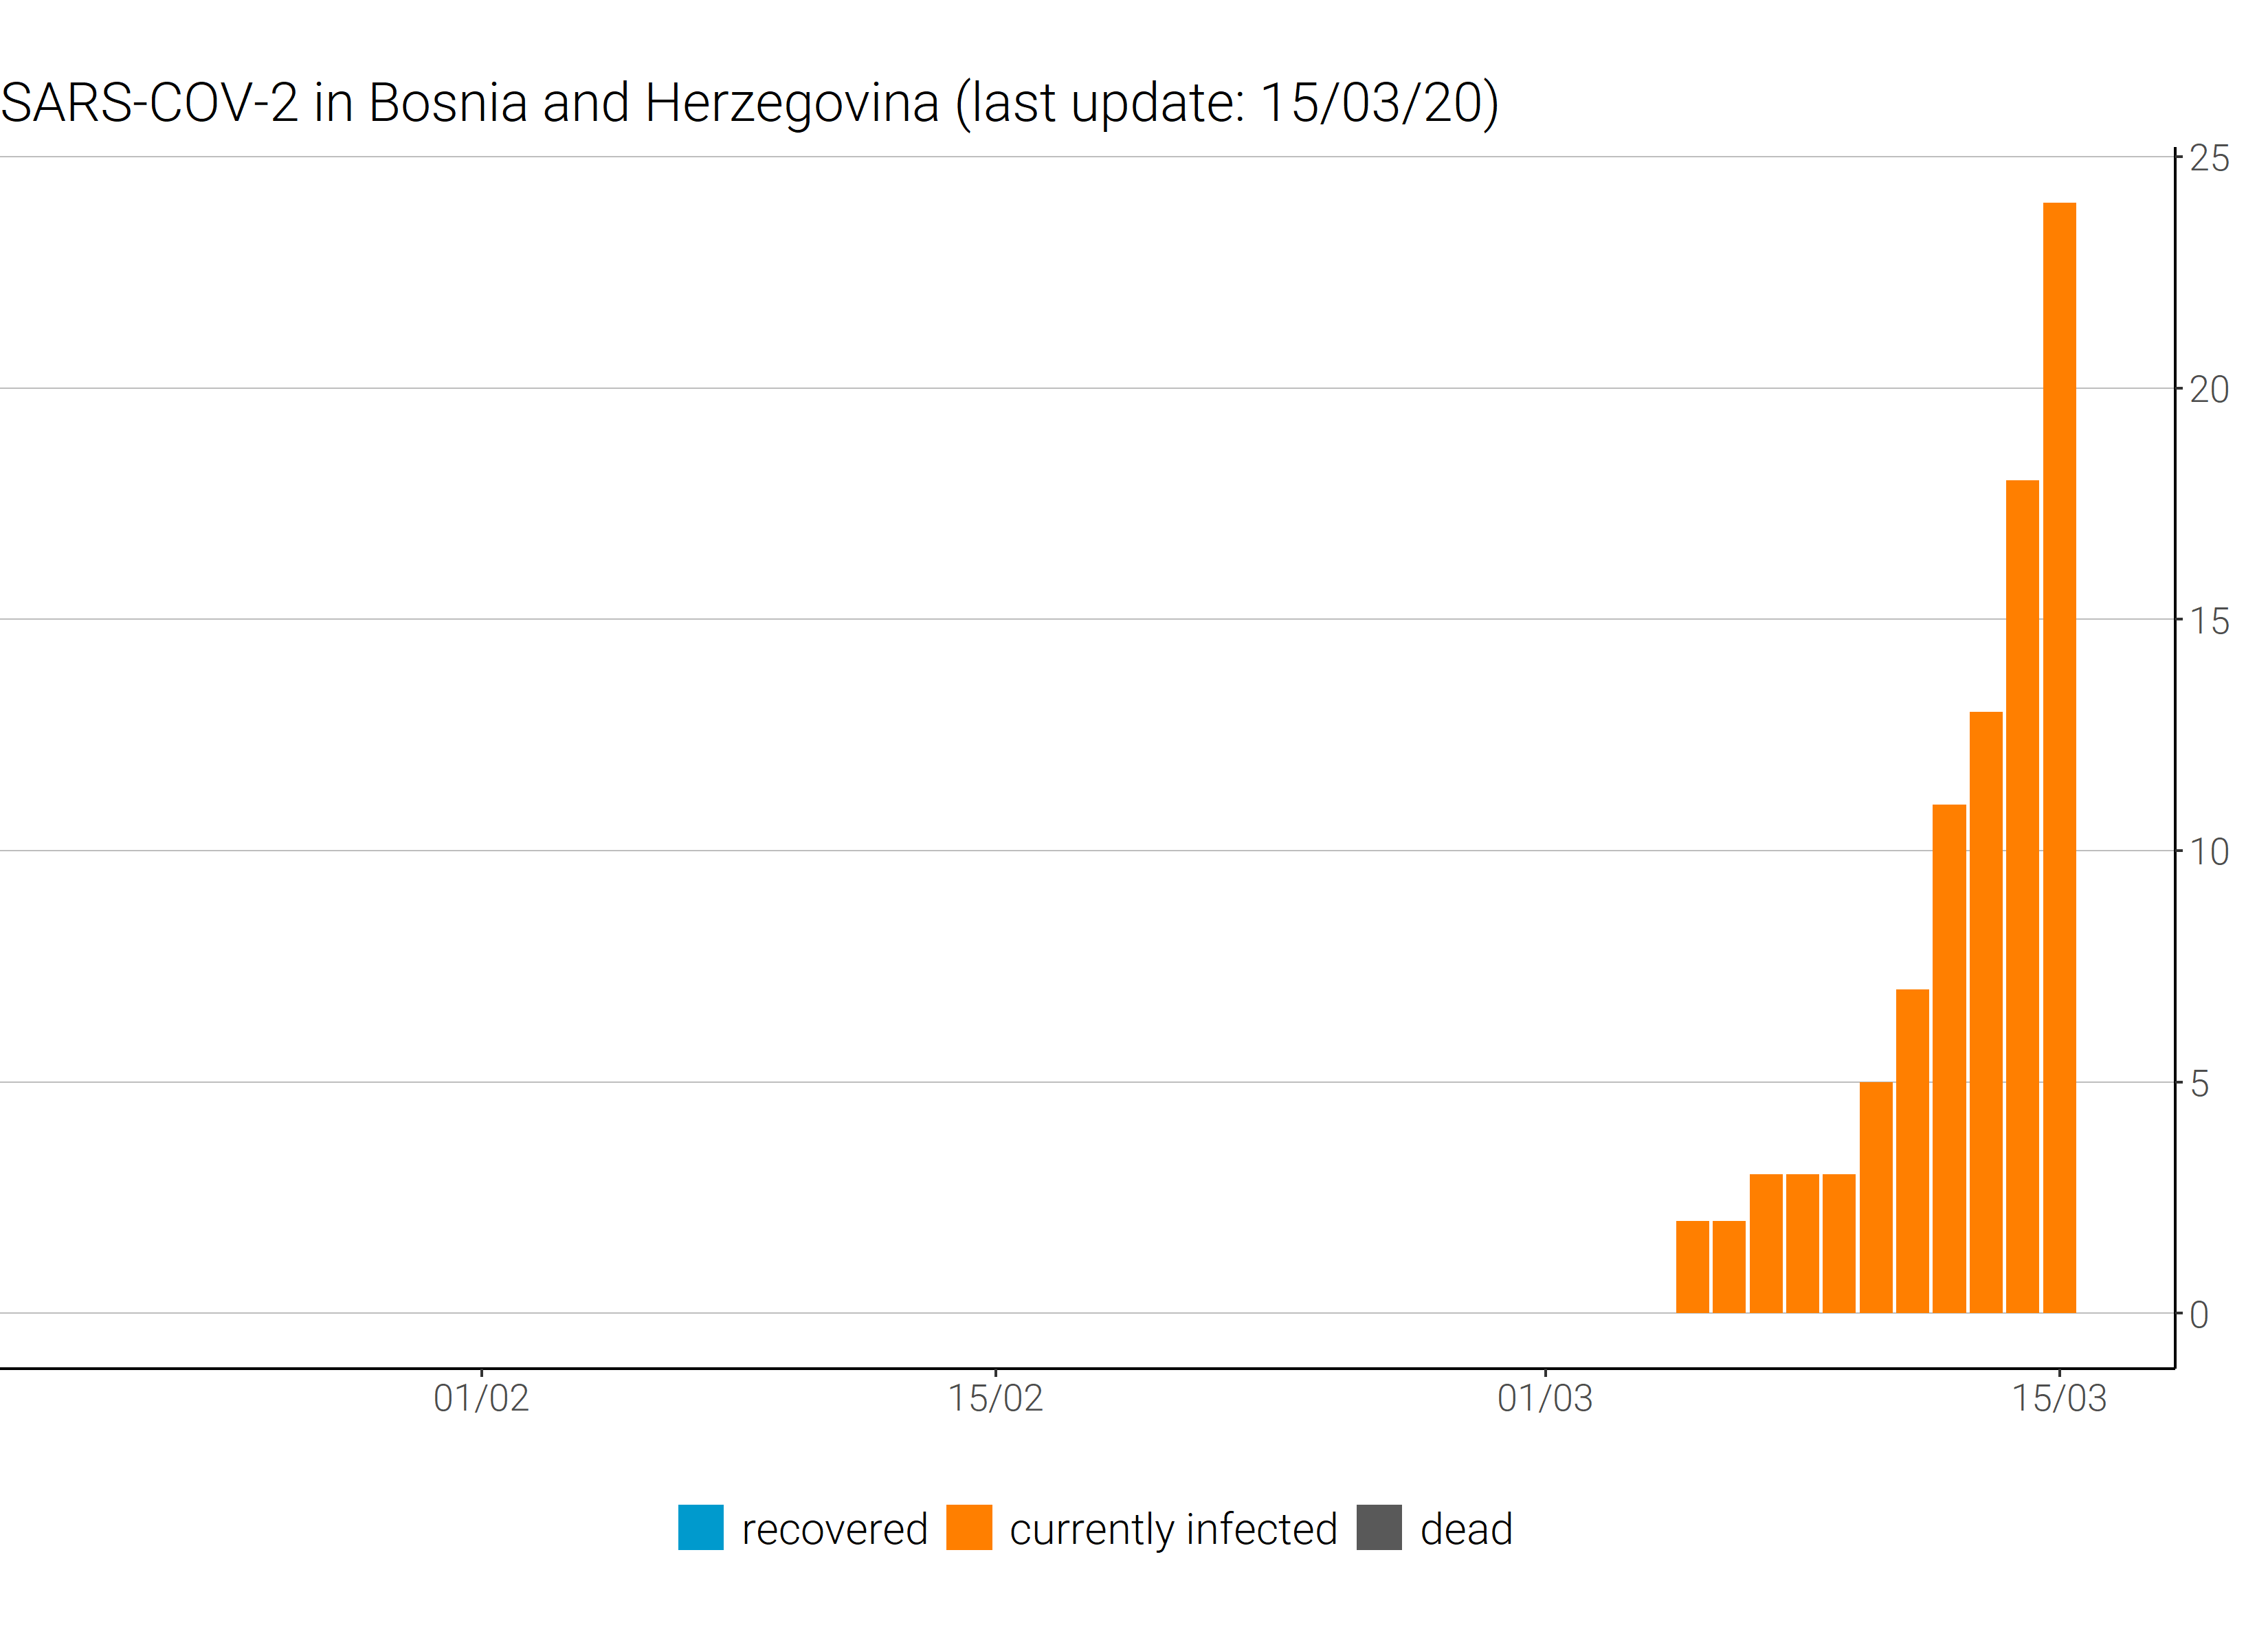 SARS-COV-2 in Bosnia and Herzegovina (last update: 15/03/20)
25
20
15
10
5
0
01/02 15/02 01/03 15/03
recovered currently infected dead